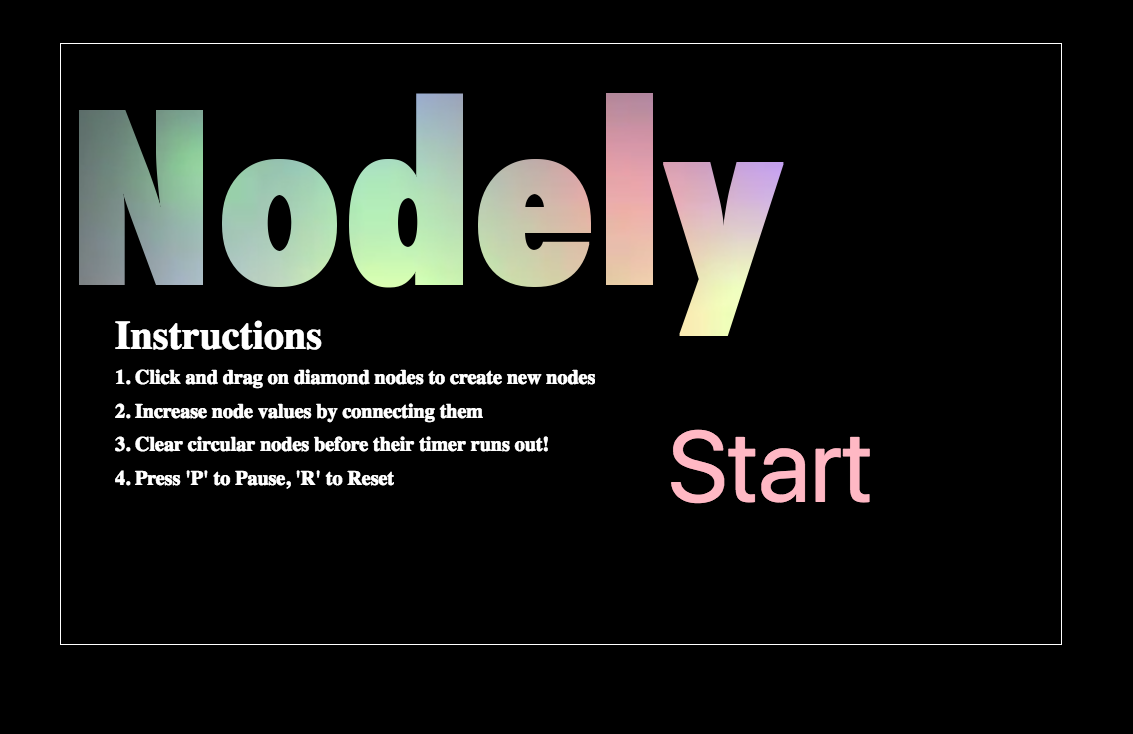 Nodely
Instructions
1. Click and drag on diamond nodes to create new nodes
2. Increase node values by connecting them
3. Clear circular nodes before their timer runs out!
4. Press 'P' to Pause, 'R' to Reset
Start